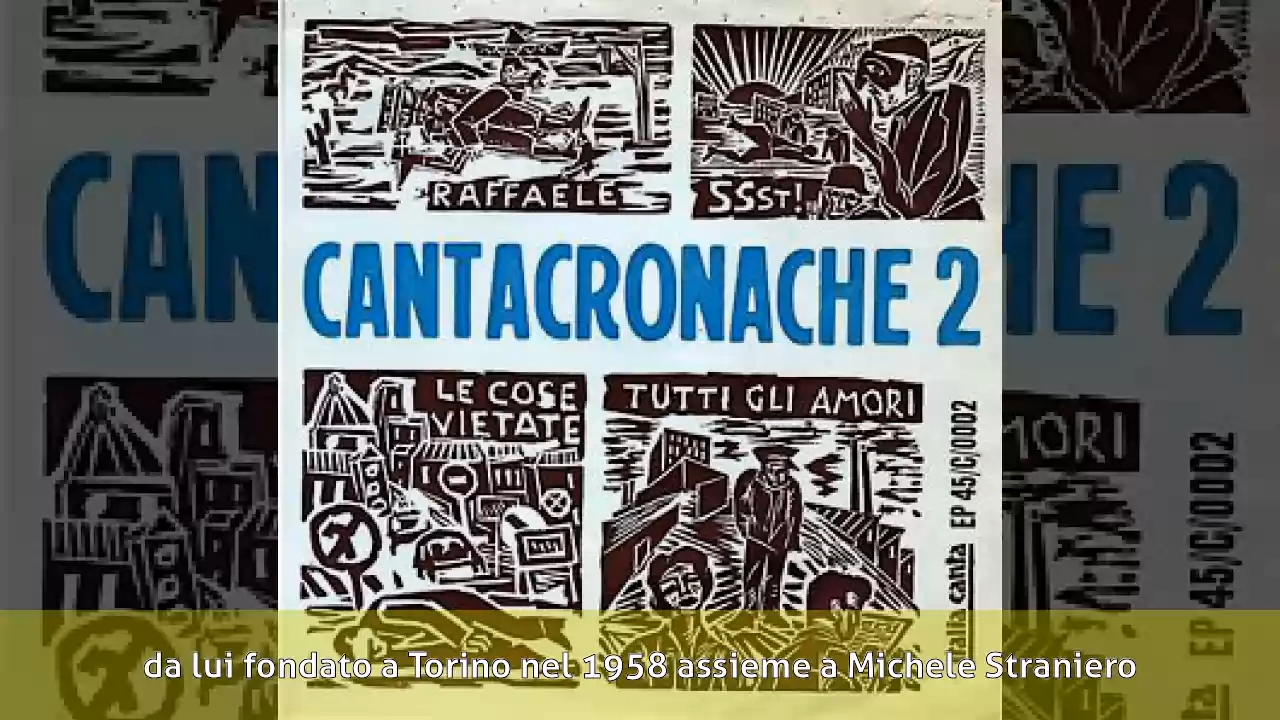 RAFFAELE
SSST!
CANTACRONACHE 2
LE COSE
VIETATE
TUTTI GLI AMORI
Italia canta EP 45/C/0002
da lui fondato a Torino nel 1958 assieme a Michele Straniero